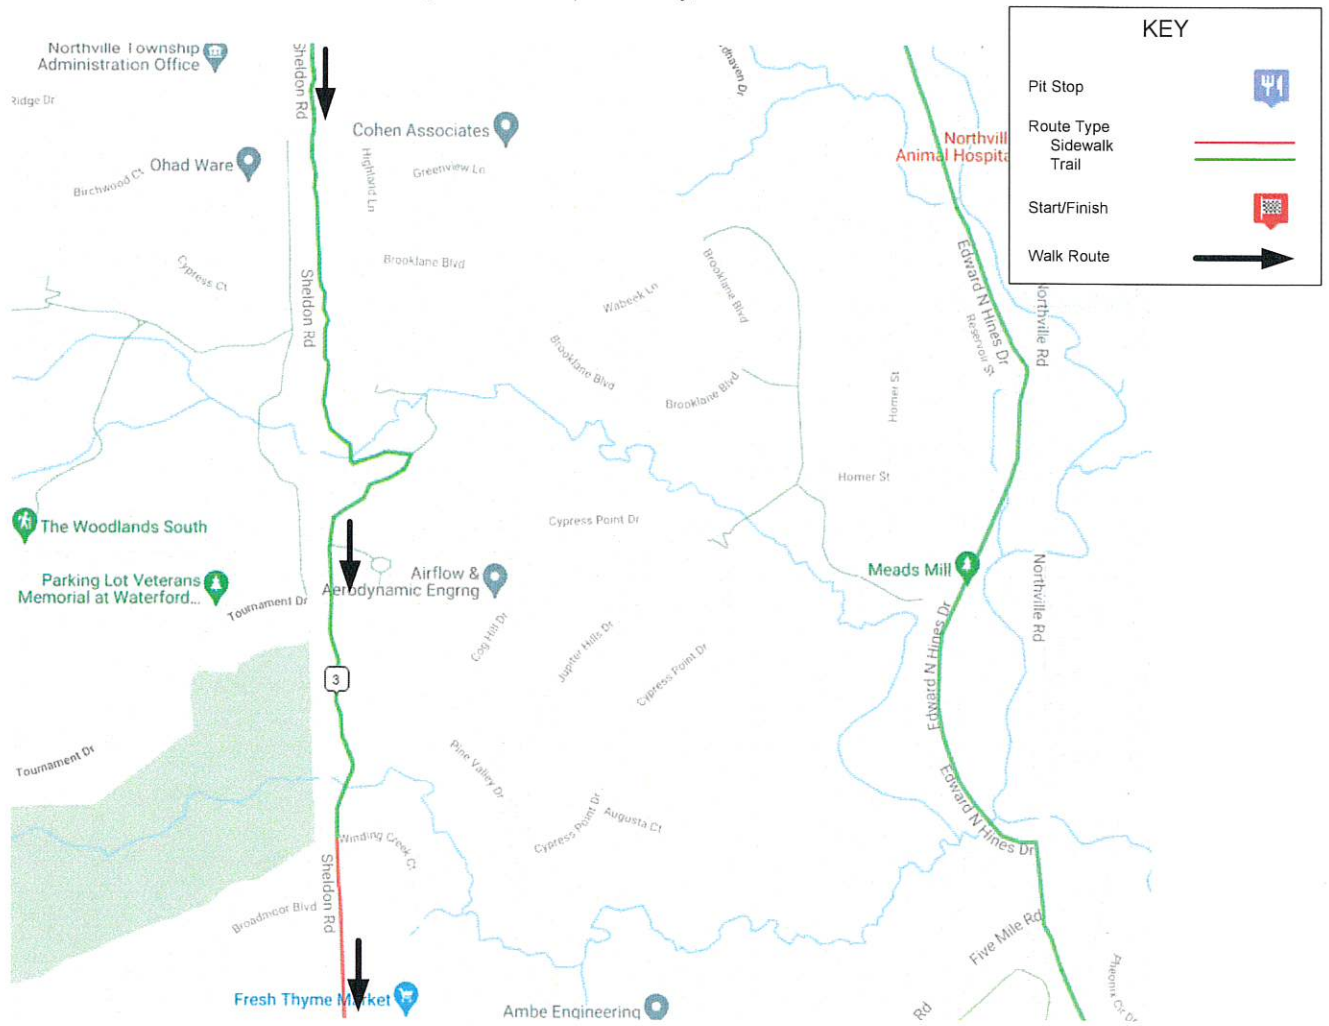 KEY
Pit Stop
Route Type
Sidewalk
Trail
Start/Finish
Walk Route
Northville Township
Administration Office
Sheldon Rd
Ridge Dr
Cohen Associates
Ohad Ware
Birchwood Ct
Highland Ln
Greenview Ln
Cypress Ct
Brooklane Blvd
Sheldon Rd
Wabeek Ln
Brooklane Blvd
Brooklane Blvd
Brooklane Blvd
Northvill
Animal Hospita
Edward N Hines Dr
Reservoir St
Northville Rd
Homer St
Homer St
The Woodlands South
Cypress Point Dr
Parking Lot Veterans
Memorial at Waterford...
Tournament Dr
Airflow &
Aerodynamic Engrng
Meads Mill
Northville Rd
Cog Hill Dr
Jupiter Hills Dr
Cypress Point Dr
Edward N Hines Dr
3
Tournament Dr
Pine Valley Dr
Cypress Point Dr
Augusta Ct
Edward N Hines Dr
Winding Creek Ct
Sheldon Rd
Broadmoor Blvd
Five Mile Rd
Fresh Thyme Market
Ambe Engineering
Rd